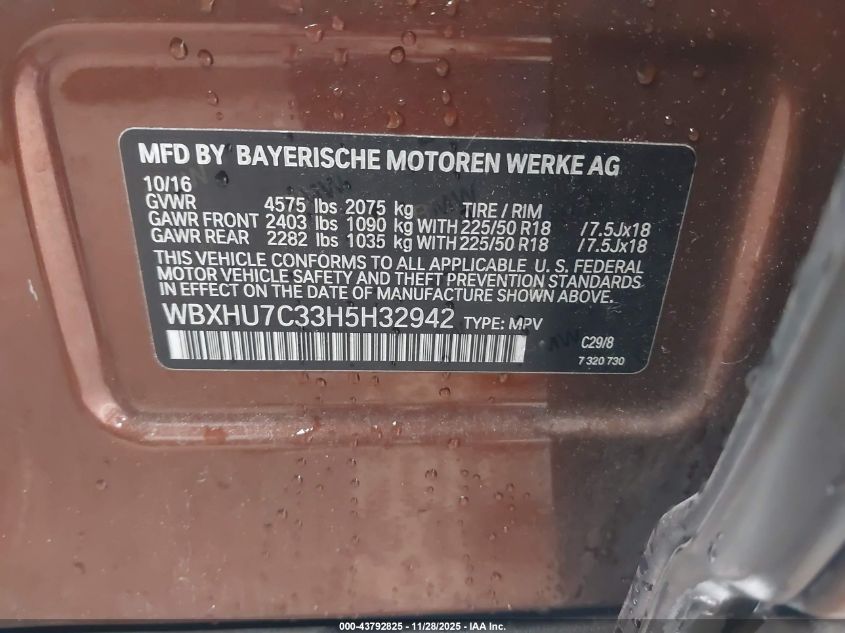 MFD BY BAYERISCHE MOTOREN WERKE AG
10/16
GVWR 4575 lbs 2075 kg TIRE / RIM
GAWR FRONT 2403 lbs 1090 kg WITH 225/50 R18 /7.5Jx18
GAWR REAR 2282 lbs 1035 kg WITH 225/50 R18 /7.5Jx18
THIS VEHICLE CONFORMS TO ALL APPLICABLE U. S. FEDERAL
MOTOR VEHICLE SAFETY AND THEFT PREVENTION STANDARDS
IN EFFECT ON THE DATE OF MANUFACTURE SHOWN ABOVE.
WBXHU7C33H5H32942 TYPE: MPV
C29/8
7 320 730
000-43792825 - 11/28/2025 - IAA Inc.